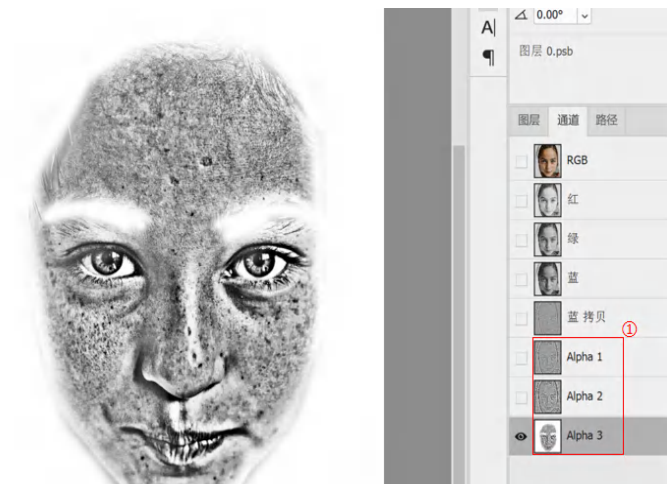 A|
0.00°
¶
图层 0.psb
图层 通道 路径
RGB
红
绿
蓝
蓝 拷贝
①
Alpha 1
Alpha 2
Alpha 3